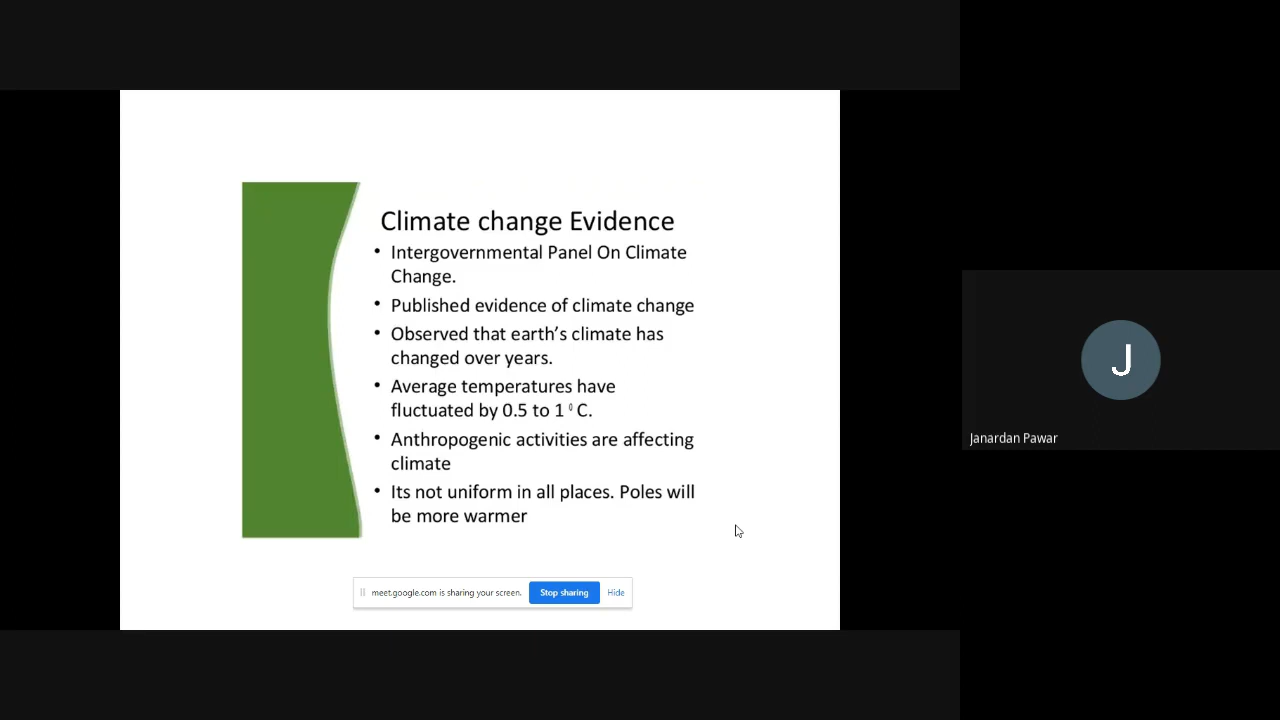 Climate change Evidence
• Intergovernmental Panel On Climate
Change.
• Published evidence of climate change
• Observed that earth’s climate has
changed over years.
• Average temperatures have
fluctuated by 0.5 to 1 ⁰ C.
• Anthropogenic activities are affecting
climate
• Its not uniform in all places. Poles will
be more warmer
meet.google.com is sharing your screen. Stop sharing Hide
J
Janardan Pawar